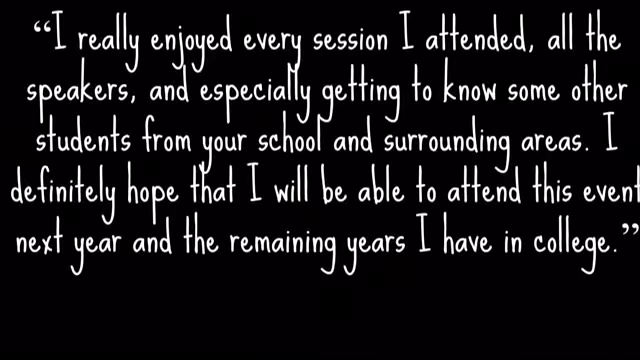 “I really enjoyed every session I attended, all the
speakers, and especially getting to know some other
students from your school and surrounding areas. I
definitely hope that I will be able to attend this event
next year and the remaining years I have in college.”